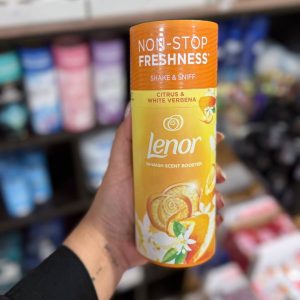 NON-STOP
FRESHNESS
SHAKE & SNIFF
CITRUS &
WHITE VERBENA
Lenor
IN-WASH SCENT BOOSTER